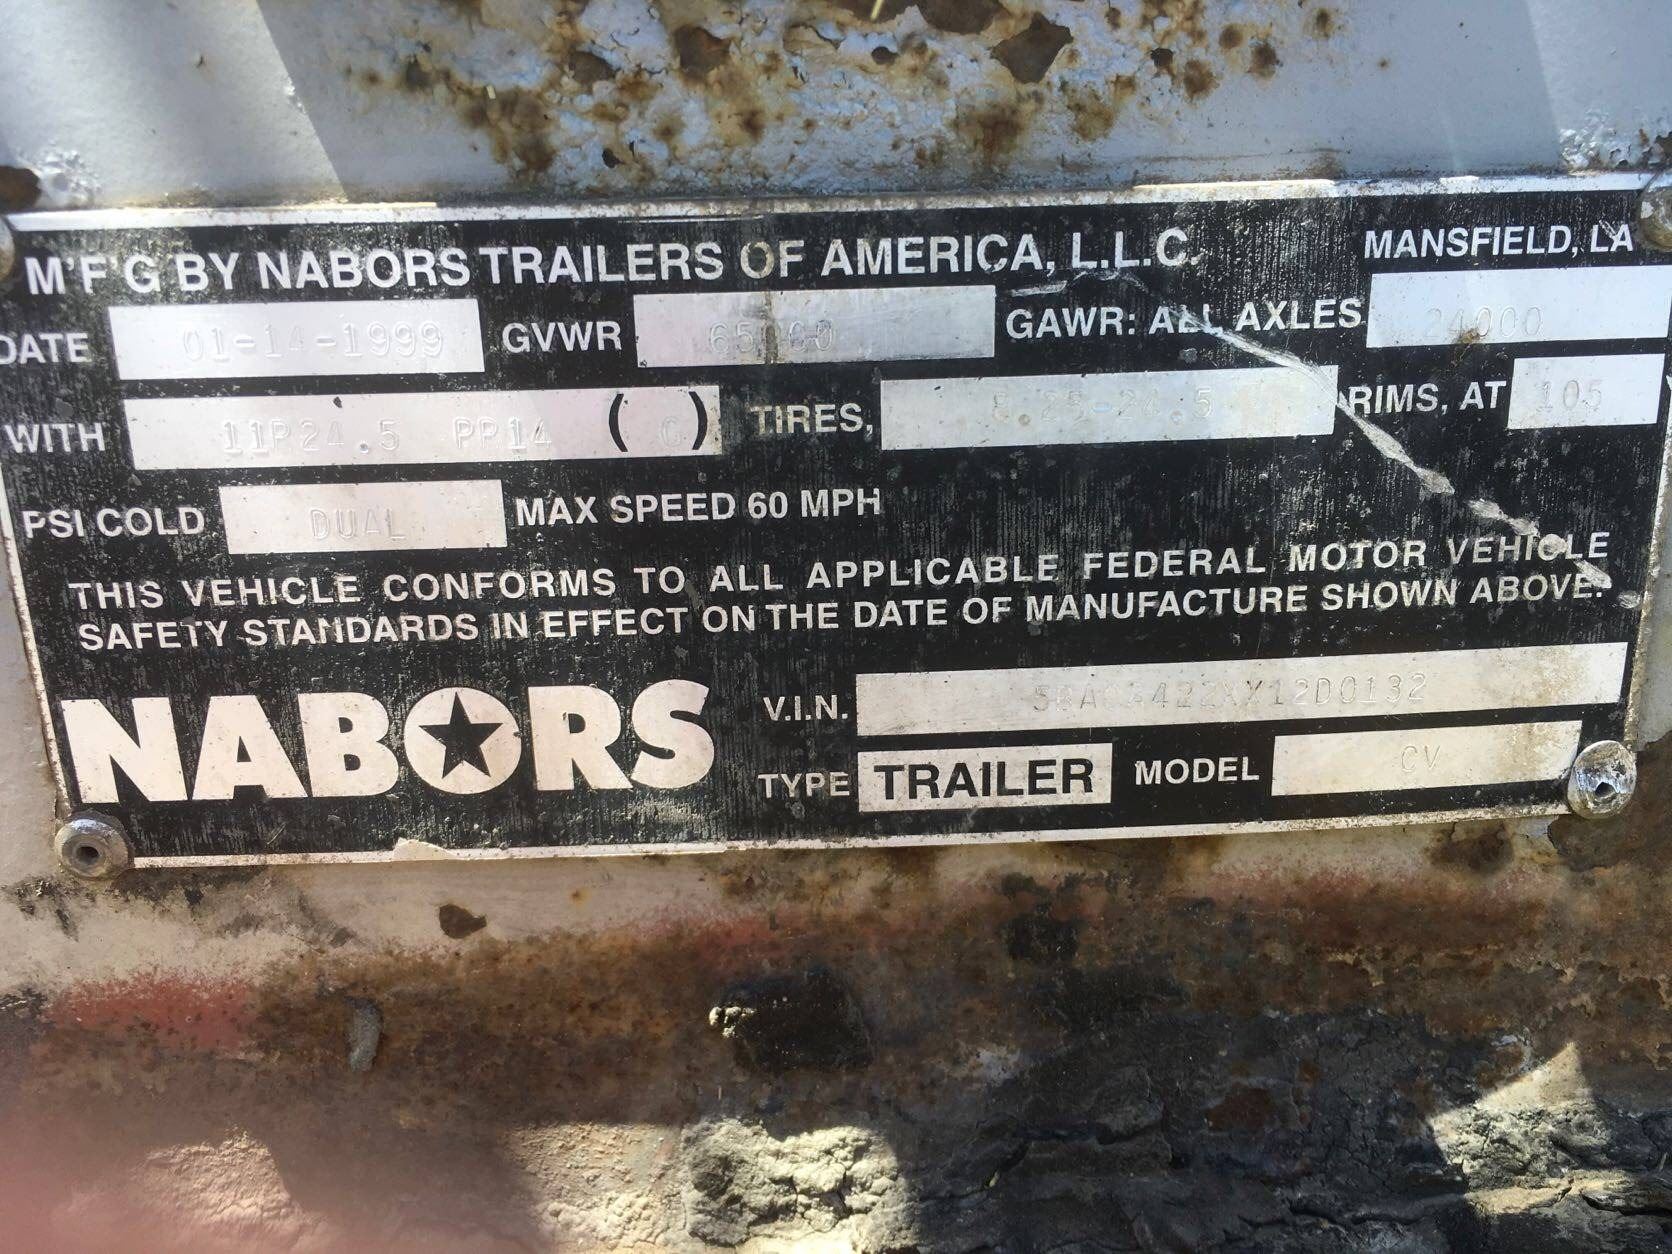 M'F G BY NABORS TRAILERS OF AMERICA, L.L.C. MANSFIELD, LA
DATE 01-14-1999 GVWR 65000 GAWR: ALL AXLES 24000
WITH 11R24.5 PR14 ( G) TIRES, 8.25-24.5 RIMS, AT 105
PSI COLD DUAL MAX SPEED 60 MPH
THIS VEHICLE CONFORMS TO ALL APPLICABLE FEDERAL MOTOR VEHICLE
SAFETY STANDARDS IN EFFECT ON THE DATE OF MANUFACTURE SHOWN ABOVE.
NABORS
V.I.N.
TYPE TRAILER MODEL CV